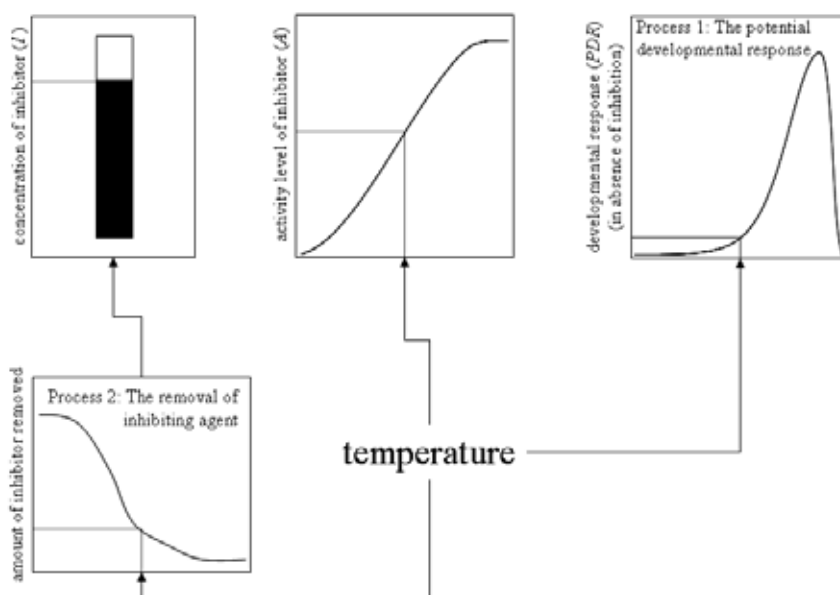 concentration of inhibitor (I)
activity level of inhibitor (A)
developmental response (PDR)
(in absence of inhibition)
Process 1: The potential
developmental response
amount of inhibitor removed
Process 2: The removal of
inhibiting agent
temperature